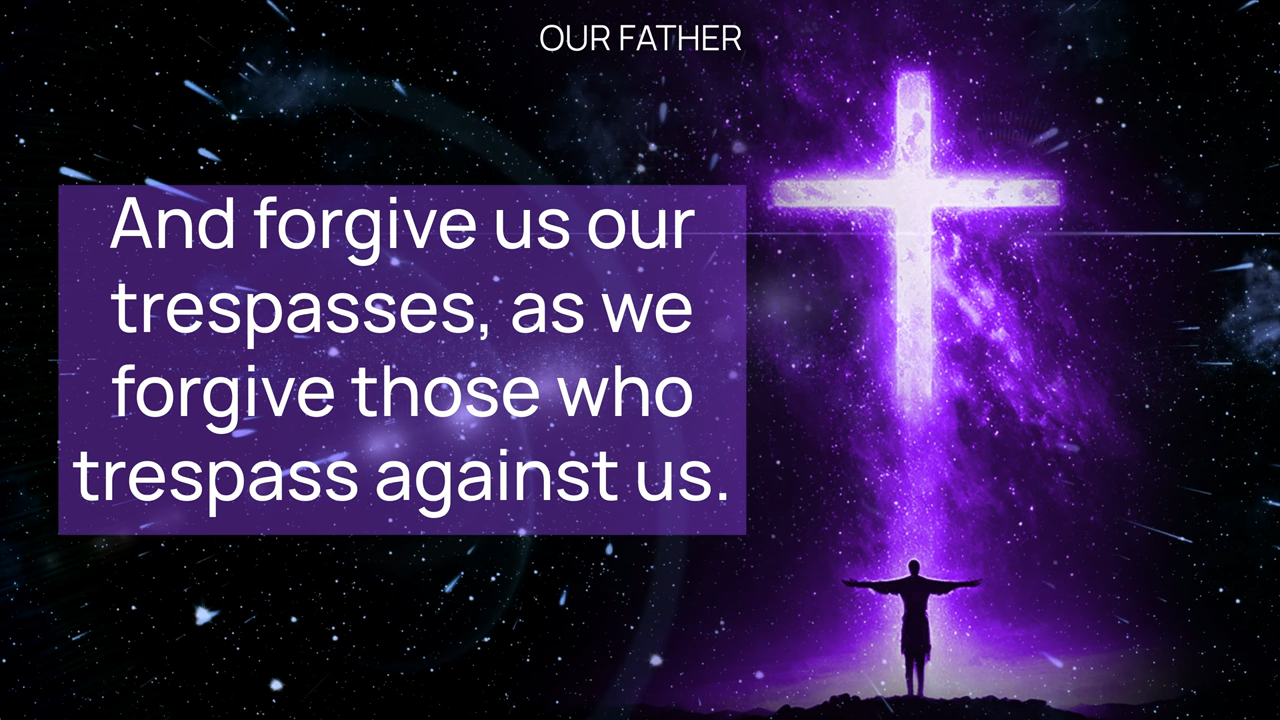 OUR FATHER
And forgive us our
trespasses, as we
forgive those who
trespass against us.